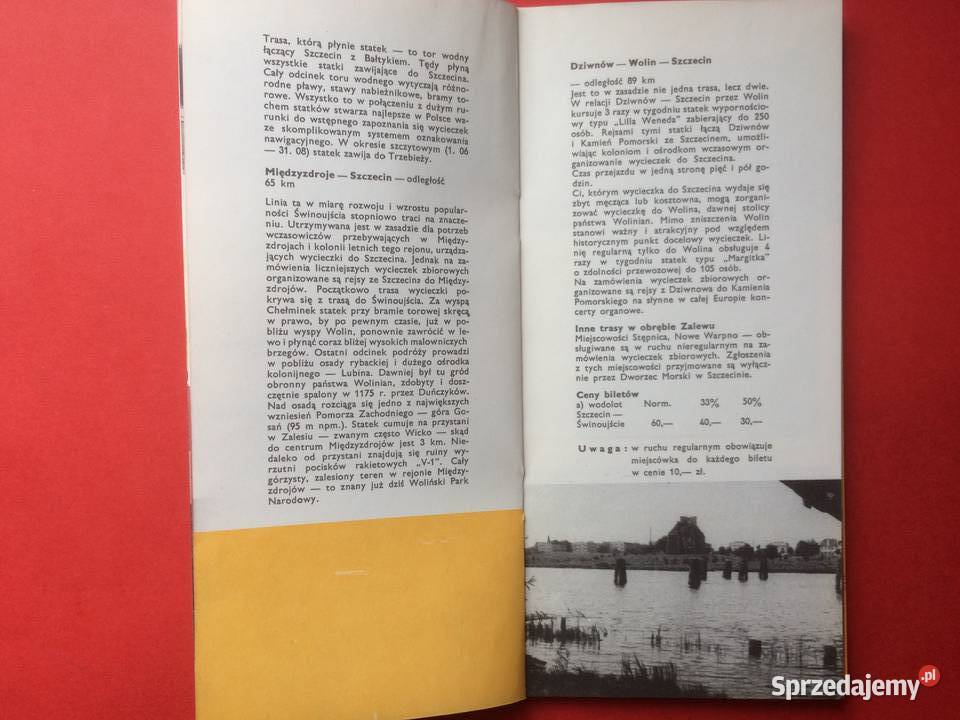 Trasa, którą płynie statek — to tor wodny
łączący Szczecin z Bałtykiem. Tędy płyną
wszystkie statki zawijające do Szczecina.
Cały odcinek toru wodnego wytyczają różno-
rodne pławy, stawy nabieżnikowe, bramy to-
rowe. Wszystko to w połączeniu z dużym ru-
chem statków stwarza najlepsze w Polsce wa-
runki do wstępnego zapoznania się wycieczek
ze skomplikowanym systemem oznakowania
nawigacyjnego. W okresie szczytowym (1. 06
— 31. 08) statek zawija do Trzebieży.
Międzyzdroje — Szczecin — odległość
65 km
Linia ta w miarę rozwoju i wzrostu popular-
ności Świnoujścia stopniowo traci na znacze-
niu. Utrzymywana jest w zasadzie dla potrzeb
wczasowiczów przebywających w Między-
zdrojach i kolonii letnich tego rejonu, urządza-
jących wycieczki do Szczecina. Jednak na za-
mówienia liczniejszych wycieczek zbiorowych
organizowane są rejsy ze Szczecina do Między-
zdrojów. Początkowo trasa wycieczki po-
krywa się z trasą do Świnoujścia. Za wyspą
Chełminek statek przy bramie torowej skręca
w prawo, by po pewnym czasie, już w po-
bliżu wyspy Wolin, ponownie zawrócić w le-
wo i płynąć coraz bliżej wysokich malowniczych
brzegów. Ostatni odcinek podróży prowadzi
w pobliżu osady rybackiej i dużego ośrodka
kolonijnego — Lubina. Dawniej był tu gród
obronny państwa Wolinian, zdobyty i dosz-
czętnie spalony w 1175 r. przez Duńczyków.
Nad osadą rozciąga się jedno z największych
wzniesień Pomorza Zachodniego — góra Go-
sań (95 m npm.). Statek cumuje na przystani
w Zalesiu — zwanym często Wicko — skąd
do centrum Międzyzdrojów jest 3 km. Nie-
daleko od przystani znajdują się ruiny wy-
rzutni pocisków rakietowych „V-1". Cały
górzysty, zalesiony teren w rejonie Między-
zdrojów — to znany już dziś Woliński Park
Narodowy.
Dziwnów — Wolin — Szczecin
— odległość 89 km
Jest to w zasadzie nie jedna trasa, lecz dwie.
W relacji Dziwnów — Szczecin przez Wolin
kursuje 3 razy w tygodniu statek wypornościo-
wy typu „Lilla Weneda" zabierający do 250
osób. Rejsami tymi statki łączą Dziwnów
i Kamień Pomorski ze Szczecinem, umożli-
wiając koloniom i ośrodkom wczasowym or-
ganizowanie wycieczek do Szczecina.
Czas przejazdu w jedną stronę pięć i pół go-
dzin.
Ci, którym wycieczka do Szczecina wydaje się
zbyt męcząca lub kosztowna, mogą zorgani-
zować wycieczkę do Wolina, dawnej stolicy
państwa Wolinian. Mimo zniszczenia Wolin
stanowi ważny i atrakcyjny pod względem
historycznym punkt docelowy wycieczek. Li-
nię regularną tylko do Wolina obsługuje 4
razy w tygodniu statek typu „Margitka"
o zdolności przewozowej do 105 osób.
Na zamówienia wycieczek zbiorowych or-
ganizowane są rejsy z Dziwnowa do Kamienia
Pomorskiego na słynne w całej Europie kon-
certy organowe.
Inne trasy w obrębie Zalewu
Miejscowości Stępnica, Nowe Warpno — ob-
sługiwane są w ruchu nieregularnym na za-
mówienia wycieczek zbiorowych. Zgłoszenia
z tych miejscowości przyjmowane są wyłącz-
nie przez Dworzec Morski w Szczecinie.
Ceny biletów
a) wodolot Norm. 33% 50%
Szczecin —
Świnoujście 60,— 40,— 30,—
Uwaga: w ruchu regularnym obowiązuje
miejscówka do każdego biletu
w cenie 10,— zł.
Sprzedajemy.pl